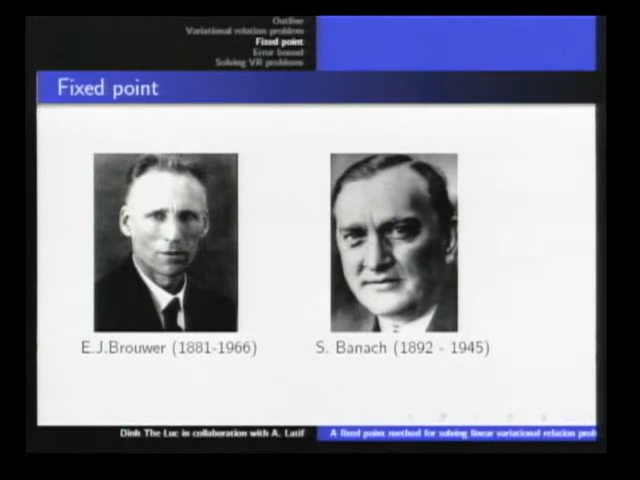 Outline
Variational relation problem
Fixed point
Error bound
Solving VR problems
Fixed point
E.J.Brouwer (1881-1966)
S. Banach (1892 - 1945)
Dinh The Luc in collaboration with A. Latif
A fixed point method for solving linear variational relation prob